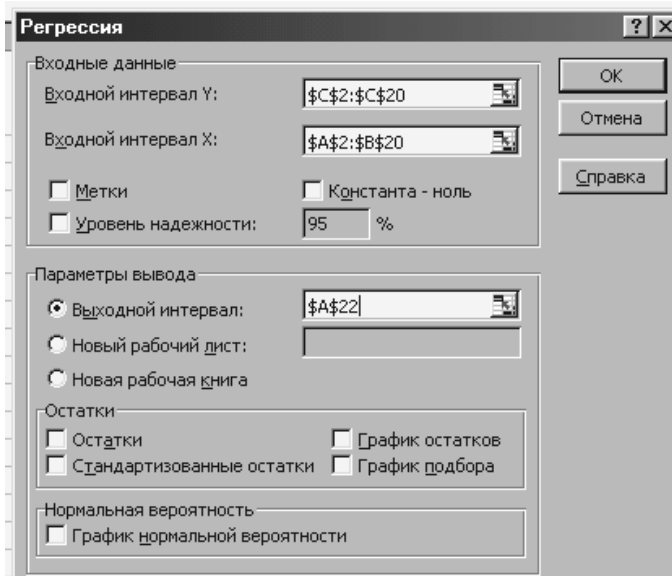 Регрессия
Входные данные
Входной интервал Y: $C$2:$C$20
Входной интервал X: $A$2:$B$20
Метки Константа - ноль
Уровень надежности: 95 %
OK
Отмена
Справка
Параметры вывода
Выходной интервал: $A$22
Новый рабочий лист:
Новая рабочая книга
Остатки
Остатки График остатков
Стандартизованные остатки График подбора
Нормальная вероятность
График нормальной вероятности